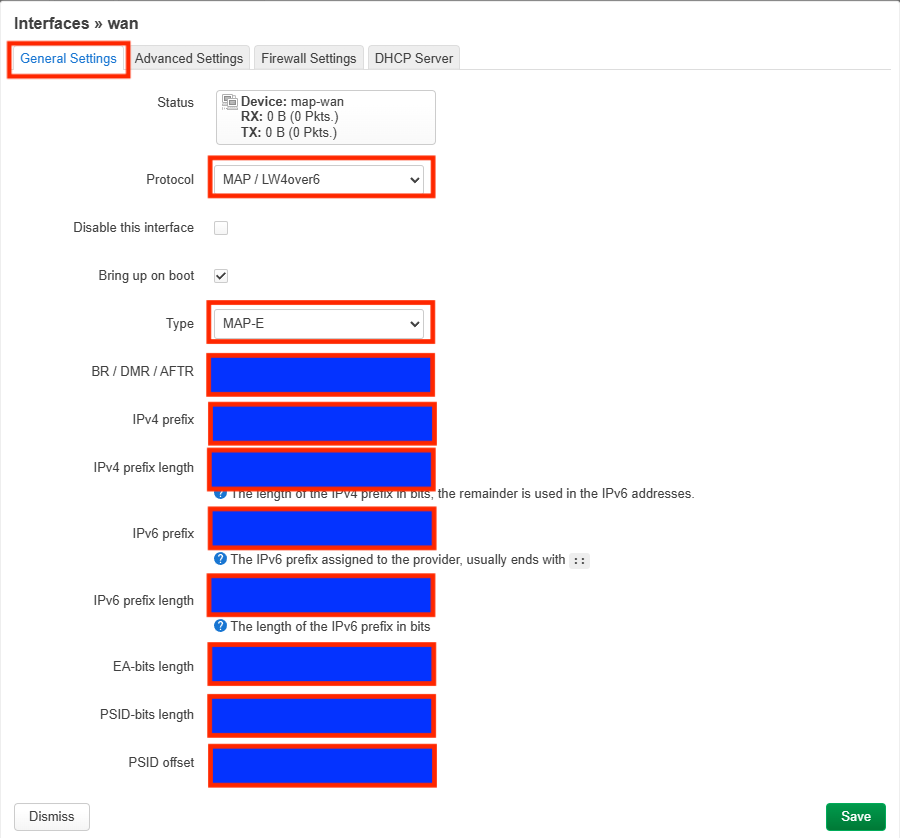 Interfaces » wan
General Settings Advanced Settings Firewall Settings DHCP Server
Status
Device: map-wan
RX: 0 B (0 Pkts.)
TX: 0 B (0 Pkts.)
Protocol MAP / LW4over6
Disable this interface
Bring up on boot
Type MAP-E
BR / DMR / AFTR
IPv4 prefix
IPv4 prefix length
The length of the IPv4 prefix in bits, the remainder is used in the IPv6 addresses.
IPv6 prefix
The IPv6 prefix assigned to the provider, usually ends with ::
IPv6 prefix length
The length of the IPv6 prefix in bits
EA-bits length
PSID-bits length
PSID offset
Dismiss Save